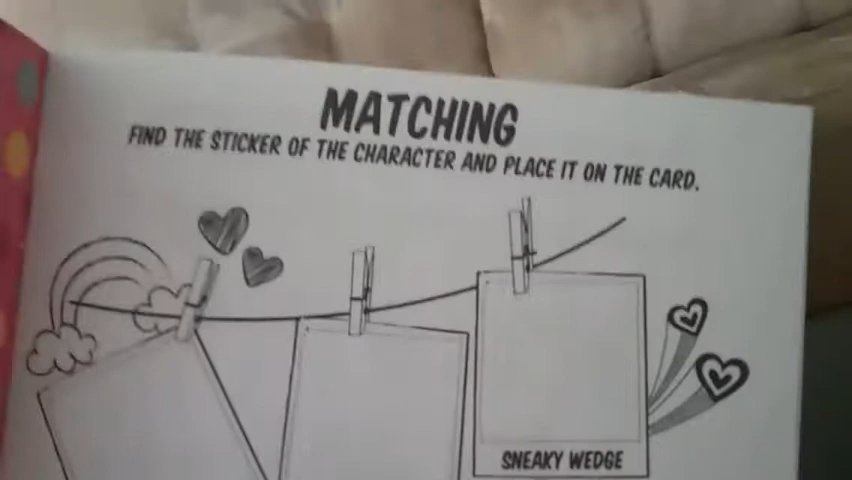 MATCHING
FIND THE STICKER OF THE CHARACTER AND PLACE IT ON THE CARD.
SNEAKY WEDGE